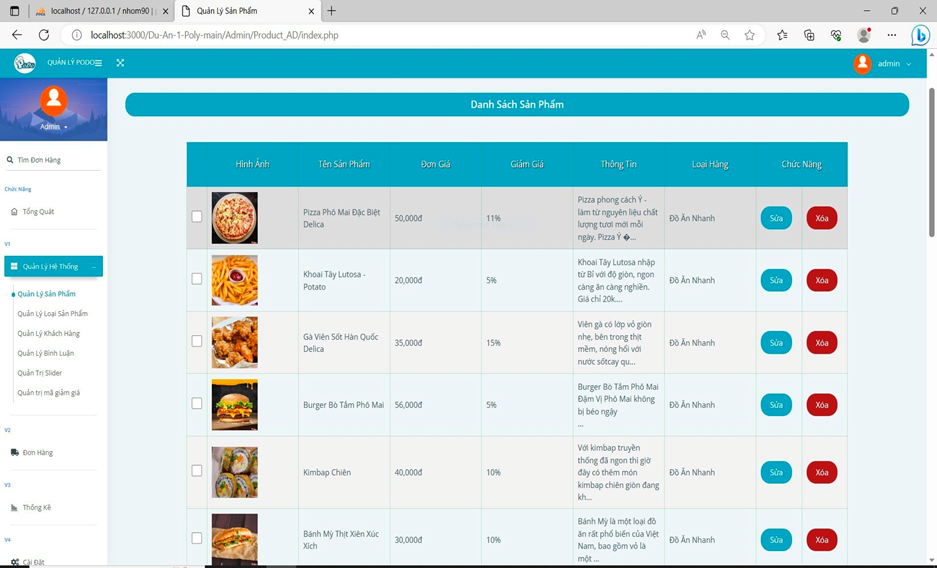 localhost / 127.0.0.1 / nhom90 | p
Quản Lý Sản Phẩm
localhost:3000/Du-An-1-Poly-main/Admin/Product_AD/index.php
QUẢN LÝ PODO
admin
Admin
Tìm Đơn Hàng
Chức Năng
Tổng Quát
V1
Quản Lý Hệ Thống
Quản Lý Sản Phẩm
Quản Lý Loại Sản Phẩm
Quản Lý Khách Hàng
Quản Lý Bình Luận
Quản Trị Slider
Quản trị mã giảm giá
V2
Đơn Hàng
V3
Thống Kê
V4
Cài Đặt
Danh Sách Sản Phẩm
Hình Ảnh Tên Sản Phẩm Đơn Giá Giảm Giá Thông Tin Loại Hàng Chức Năng
Pizza Phô Mai Đặc Biệt
Delica
50,000đ
11%
Pizza phong cách Ý -
làm từ nguyên liệu chất
lượng tươi mới mỗi
ngày. Pizza Ý �...
Đồ Ăn Nhanh
Sửa
Xóa
Khoai Tây Lutosa -
Potato
20,000đ
5%
Khoai Tây Lutosa nhập
từ Bỉ với độ giòn, ngon
càng ăn càng nghiền.
Giá chỉ 20k....
Đồ Ăn Nhanh
Sửa
Xóa
Gà Viên Sốt Hàn Quốc
Delica
35,000đ
15%
Viên gà có lớp vỏ giòn
nhẹ, bên trong thịt
mềm, nóng hổi với
nước sốtcay qu...
Đồ Ăn Nhanh
Sửa
Xóa
Burger Bò Tắm Phô Mai
56,000đ
5%
Burger Bò Tắm Phô Mai
Đậm Vị Phô Mai không
bị béo ngậy
...
Đồ Ăn Nhanh
Sửa
Xóa
Kimbap Chiên
40,000đ
10%
Với kimbap truyền
thống đã ngon thì giờ
đây có thêm món
kimbap chiên giòn đang
kh...
Đồ Ăn Nhanh
Sửa
Xóa
Bánh Mỳ Thịt Xiên Xúc
Xích
30,000đ
10%
Bánh Mỳ là một loại đồ
ăn rất phổ biến của Việt
Nam, bao gồm vỏ là
một ...
Đồ Ăn Nhanh
Sửa
Xóa